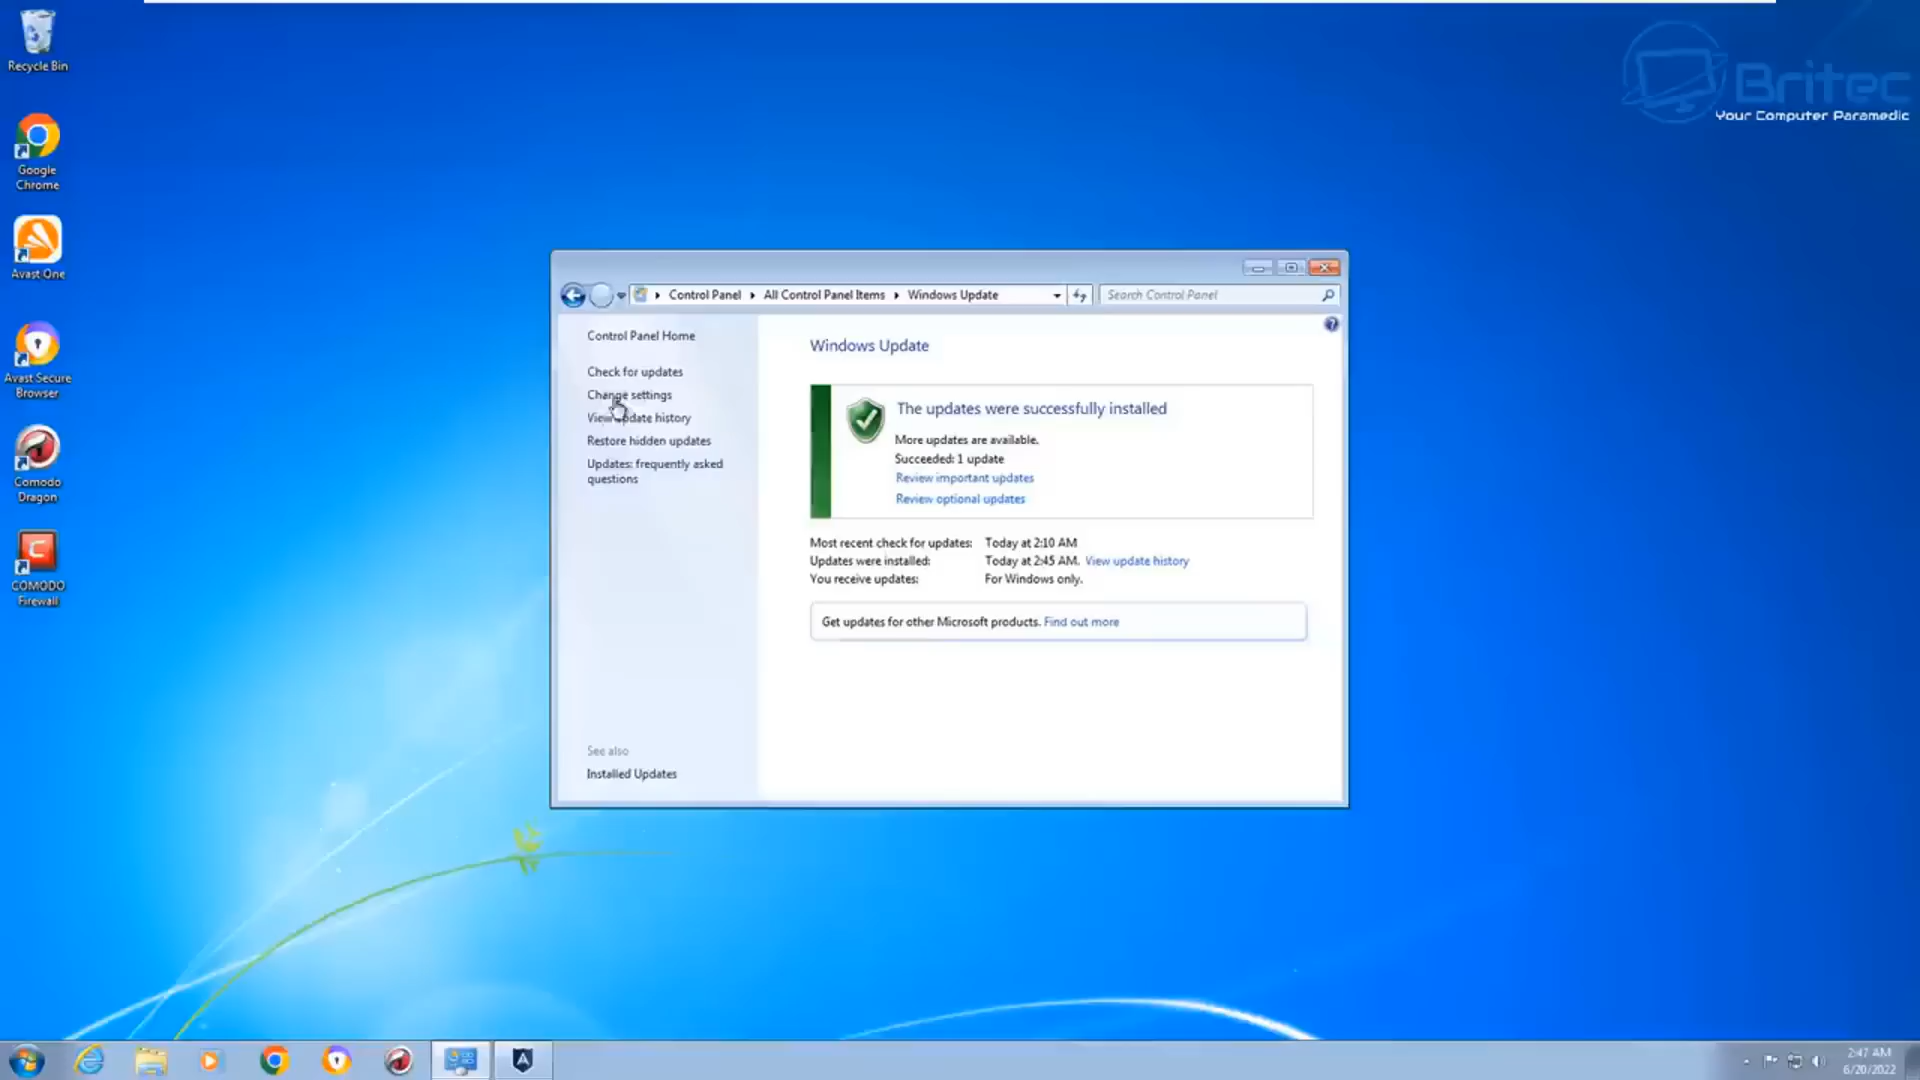 Recycle Bin
Google
Chrome
Avast One
Avast Secure
Browser
Comodo
Dragon
COMODO
Firewall
Britec
Your Computer Paramedic
Control Panel
All Control Panel Items
Windows Update
Search Control Panel
Control Panel Home
Check for updates
Change settings
View update history
Restore hidden updates
Updates: frequently asked
questions
See also
Installed Updates
Windows Update
The updates were successfully installed
More updates are available.
Succeeded: 1 update
Review important updates
Review optional updates
Most recent check for updates: Today at 2:10 AM
Updates were installed: Today at 2:45 AM. View update history
You receive updates: For Windows only.
Get updates for other Microsoft products. Find out more
2:47 AM
6/20/2022